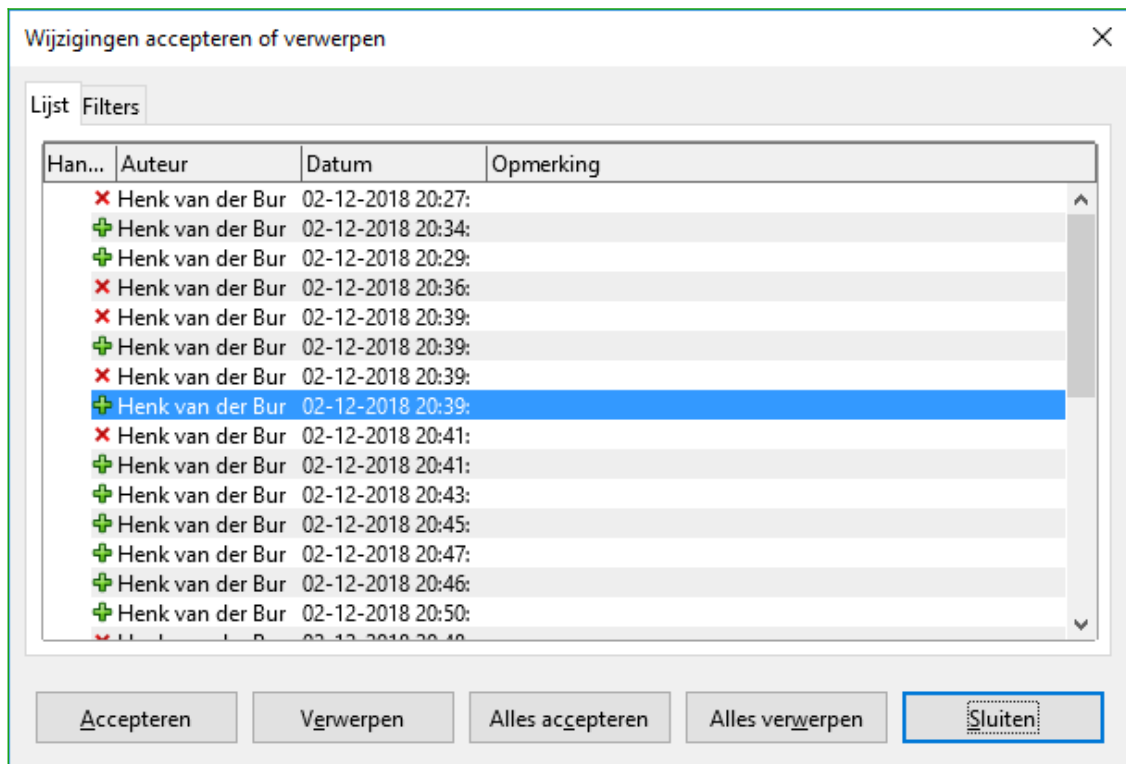 Wijzigingen accepteren of verwerpen
Lijst Filters
Han... Auteur Datum Opmerking
Henk van der Bur 02-12-2018 20:27:
Henk van der Bur 02-12-2018 20:34:
Henk van der Bur 02-12-2018 20:29:
Henk van der Bur 02-12-2018 20:36:
Henk van der Bur 02-12-2018 20:39:
Henk van der Bur 02-12-2018 20:39:
Henk van der Bur 02-12-2018 20:39:
Henk van der Bur 02-12-2018 20:39:
Henk van der Bur 02-12-2018 20:41:
Henk van der Bur 02-12-2018 20:41:
Henk van der Bur 02-12-2018 20:43:
Henk van der Bur 02-12-2018 20:45:
Henk van der Bur 02-12-2018 20:47:
Henk van der Bur 02-12-2018 20:46:
Henk van der Bur 02-12-2018 20:50:
Accepteren Verwerpen Alles accepteren Alles verwerpen Sluiten